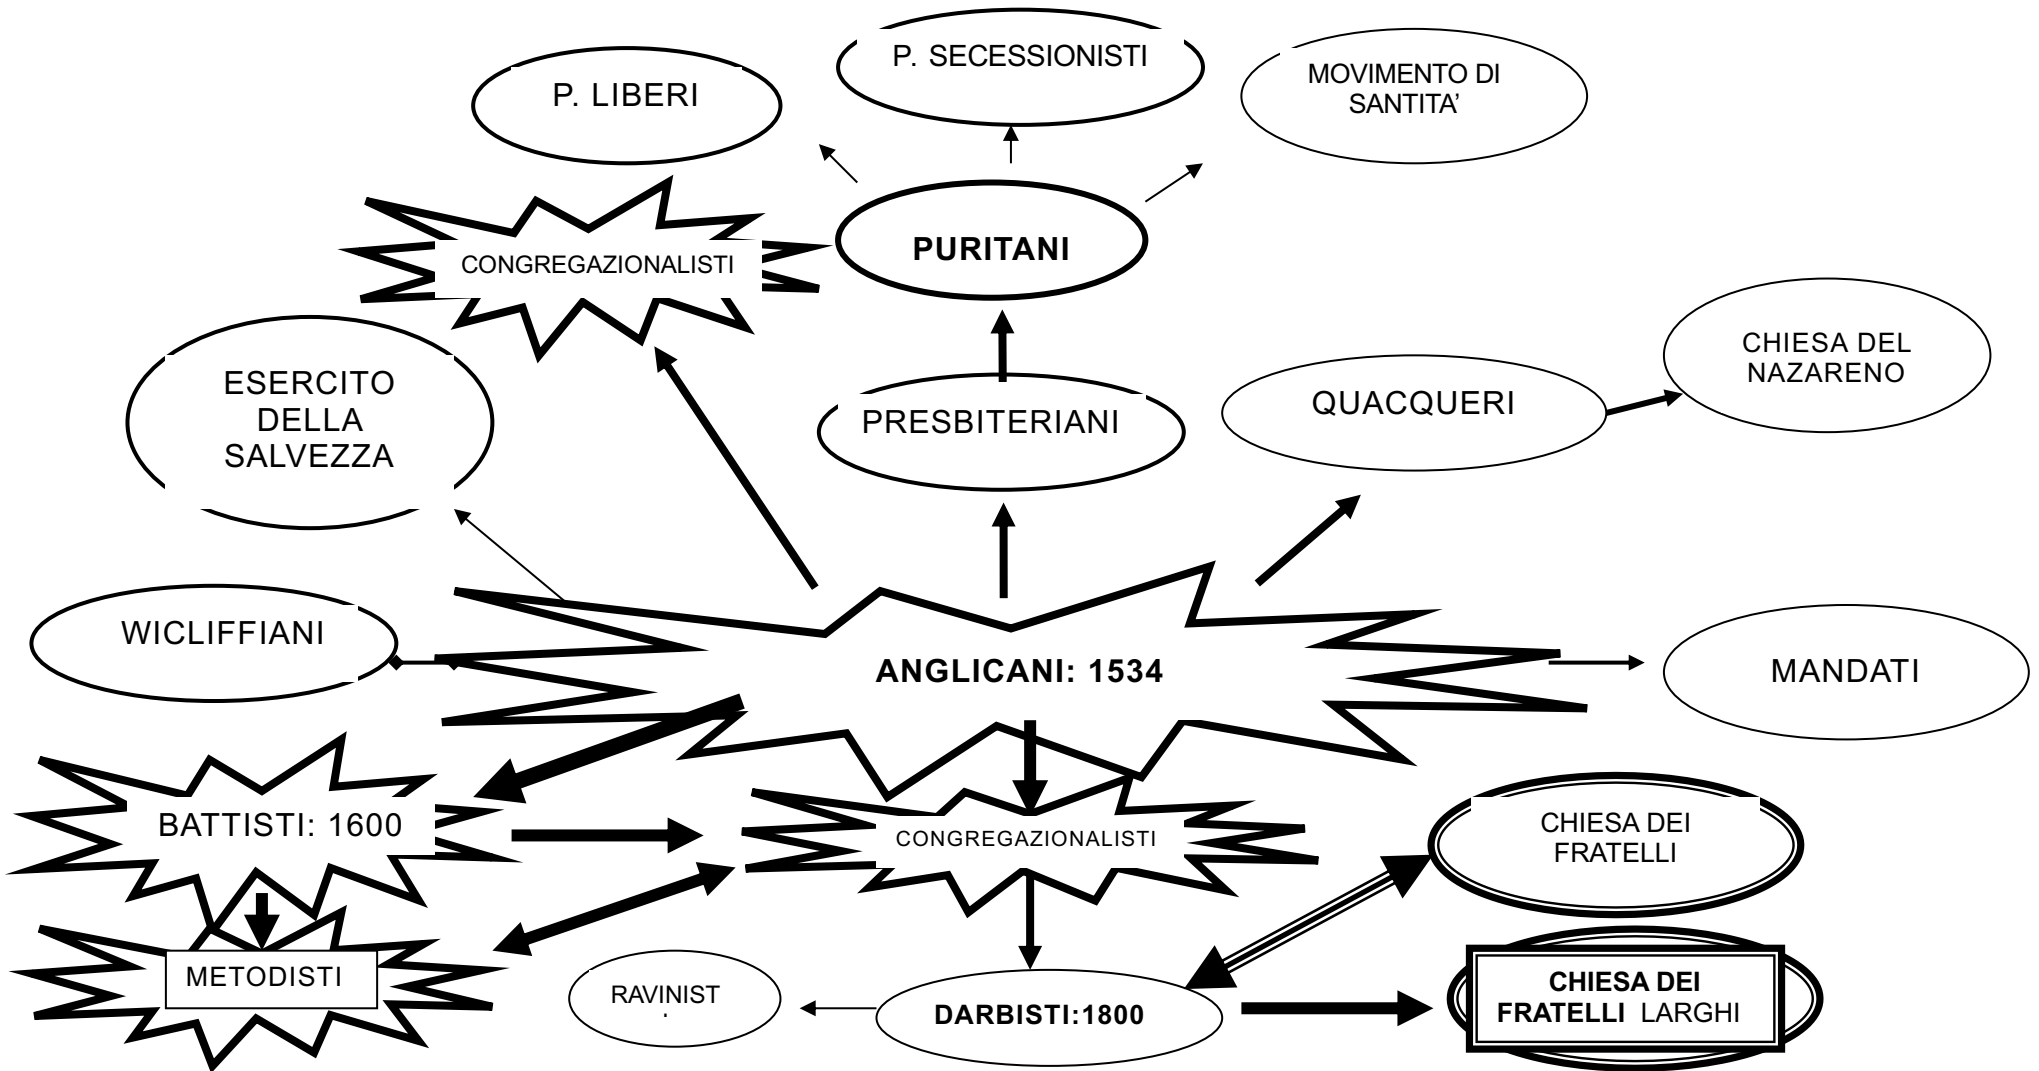 P. SECESSIONISTI
P. LIBERI
MOVIMENTO DI
SANTITA’
PURITANI
CONGREGAZIONALISTI
CHIESA DEL
NAZARENO
ESERCITO
DELLA
SALVEZZA
QUACQUERI
PRESBITERIANI
WICLIFFIANI
ANGLICANI: 1534
MANDATI
BATTISTI: 1600
CONGREGAZIONALISTI
CHIESA DEI
FRATELLI
METODISTI
RAVINIST
DARBISTI:1800
CHIESA DEI
FRATELLI LARGHI